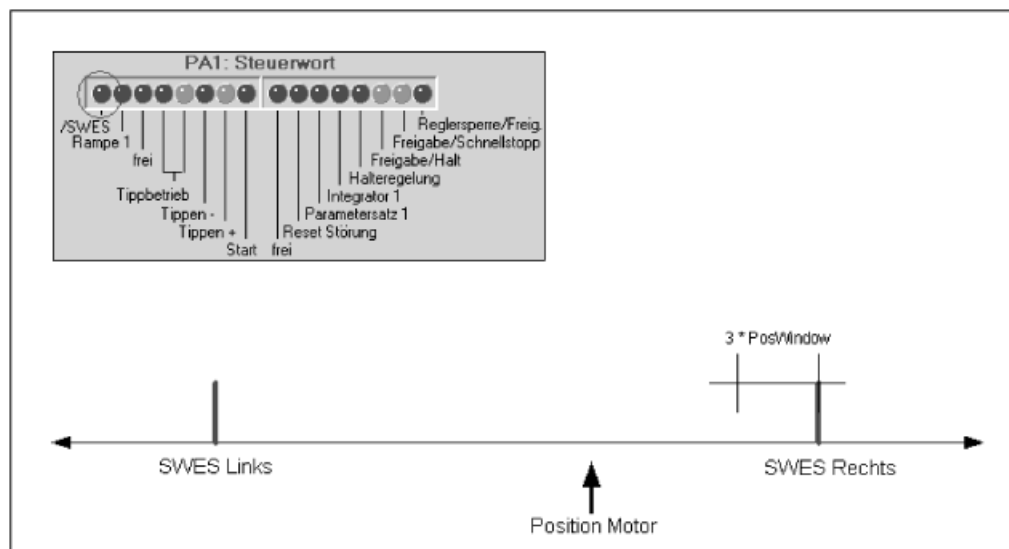 PA1: Steuerwort
/SWES
Rampe 1
frei
Tippbetrieb
Tippen -
Tippen +
Start
frei
Reset Störung
Parametersatz 1
Integrator 1
Halteregelung
Freigabe/Halt
Freigabe/Schnellstopp
Reglersperre/Freig.
3 * PosWindow
SWES Links
SWES Rechts
Position Motor